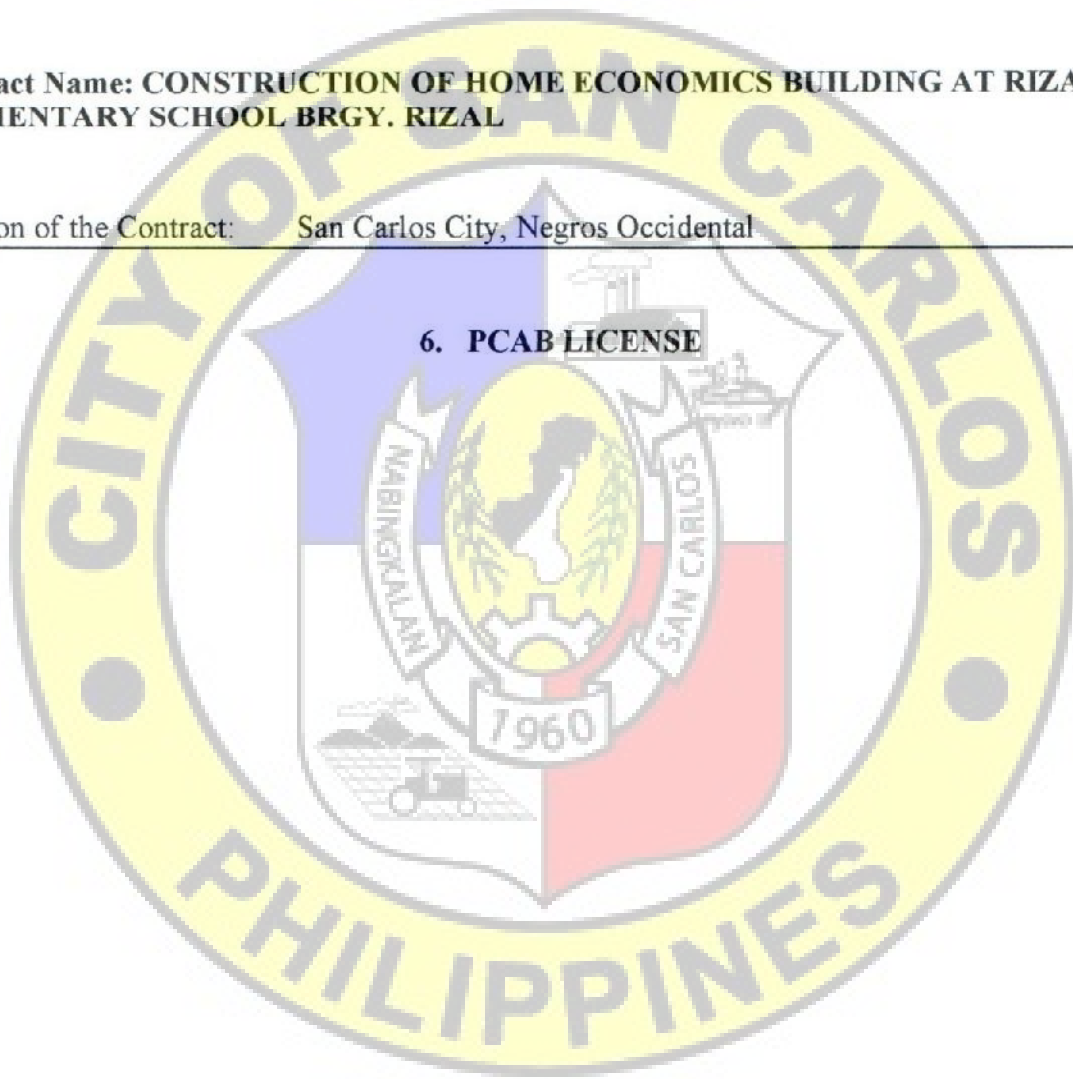 act Name: CONSTRUCTION OF HOME ECONOMICS BUILDING AT RIZA
MENTARY SCHOOL BRGY. RIZAL
on of the Contract: San Carlos City, Negros Occidental
6. PCAB LICENSE
CITY OF SAN CARLOS
NABINGKALAN
SAN CARLOS
1960
PHILIPPINES